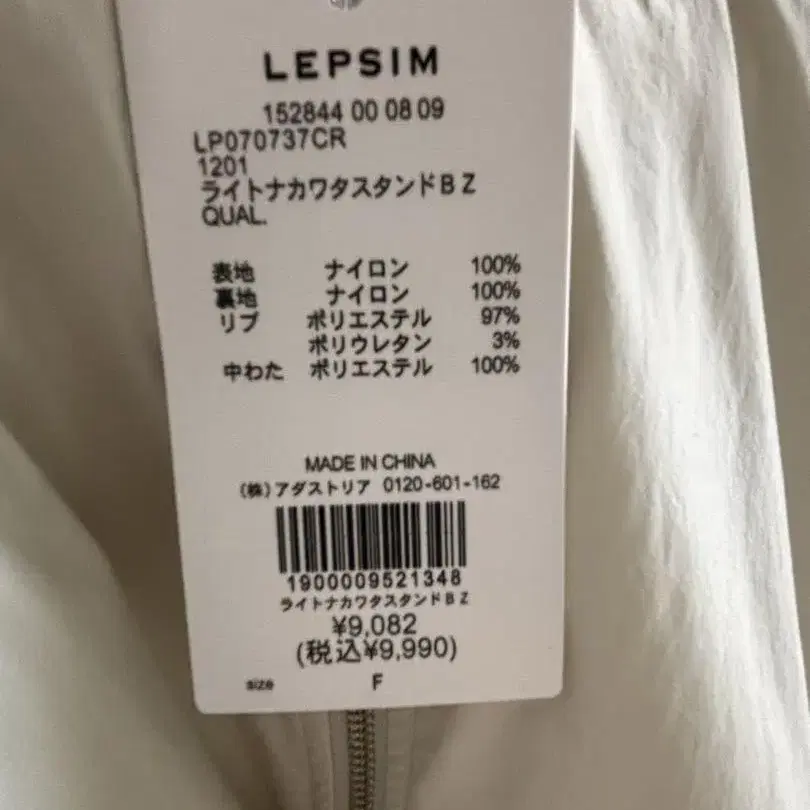 LEPSIM
152844 00 08 09
LP070737CR
1201
ライトナカワタスタンドBZ
QUAL.
表地 ナイロン 100%
裏地 ナイロン 100%
リブ ポリエステル 97%
ポリウレタン 3%
中わた ポリエステル 100%
MADE IN CHINA
(株)アダストリア 0120-601-162
1900009521348
ライトナカワタスタンドBZ
¥9,082
(税込¥9,990)
size F